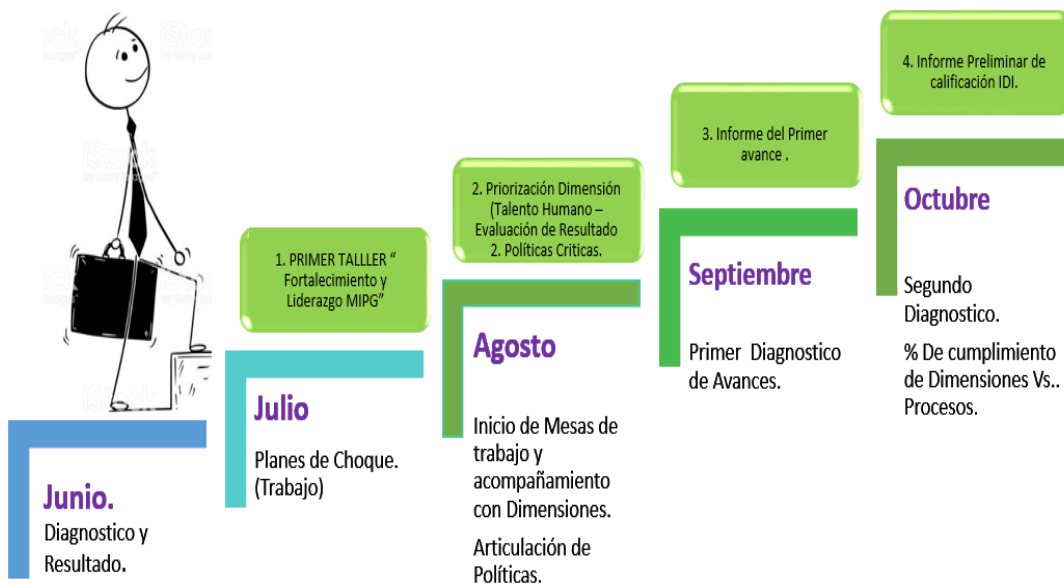 iStock
Junio.
Diagnostico y
Resultado.
1. PRIMER TALLLER “
Fortalecimiento y
Liderazgo MIPG”
Julio
Planes de Choque.
(Trabajo)
2. Priorización Dimensión
(Talento Humano –
Evaluación de Resultado
2. Políticas Criticas.
Agosto
Inicio de Mesas de
trabajo y
acompañamiento
con Dimensiones.
Articulación de
Políticas.
3. Informe del Primer
avance .
Septiembre
Primer Diagnostico
de Avances.
4. Informe Preliminar de
calificación IDI.
Octubre
Segundo
Diagnostico.
% De cumplimiento
de Dimensiones Vs..
Procesos.